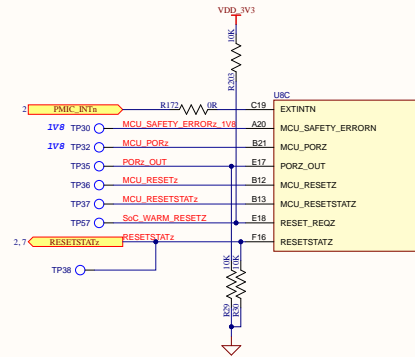 VDD_3V3
10K
R203
U8C
2 PMIC_INTn R172 0R C19 EXTINTN
1V8 TP30 MCU_SAFETY_ERRORz_1V8 A20 MCU_SAFETY_ERRORN
1V8 TP32 MCU_PORz B21 MCU_PORZ
TP35 PORz_OUT E17 PORZ_OUT
TP36 MCU_RESETz B12 MCU_RESETZ
TP37 MCU_RESETSTATz B13 MCU_RESETSTATZ
TP57 SoC_WARM_RESETZ E18 RESET_REQZ
2,7 RESETSTATz RESETSTATz F16 RESETSTATZ
TP38
10K 10K
R29 R30